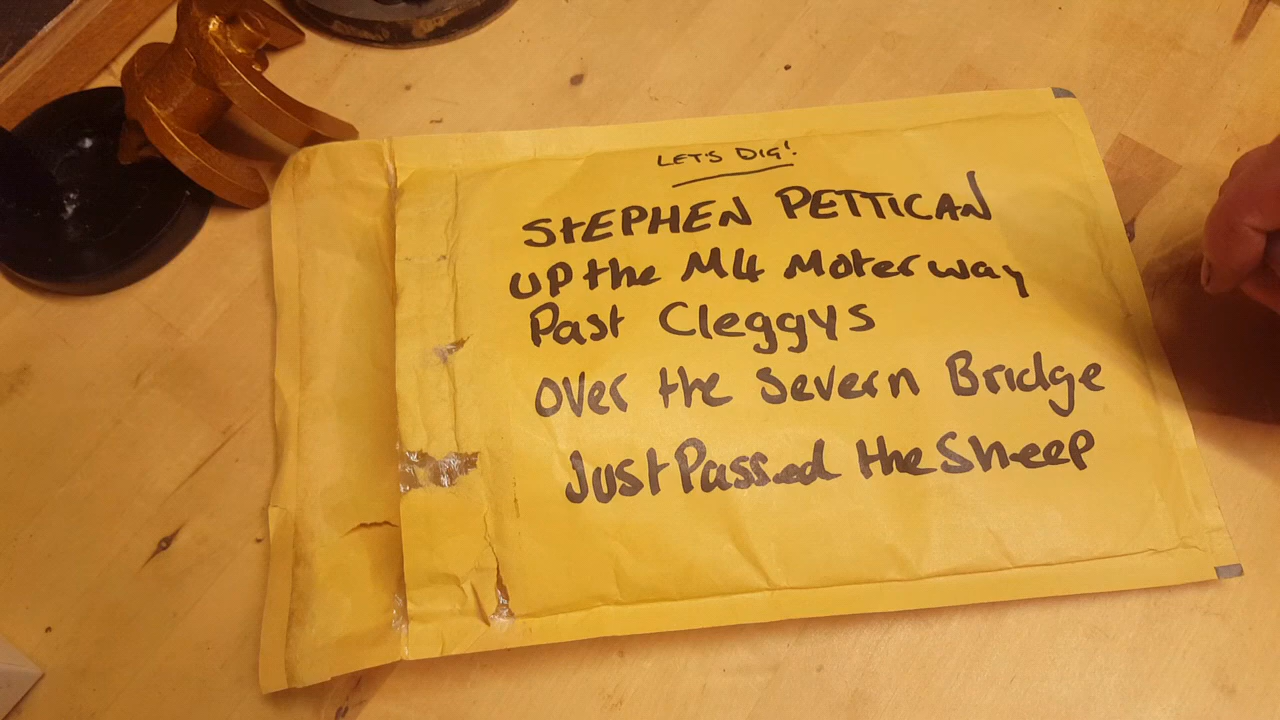 LET'S DIG!
STEPHEN PETTICAN
UP the M4 Moterway
Past Cleggys
over the Severn Bridge
Just Passed the Sheep